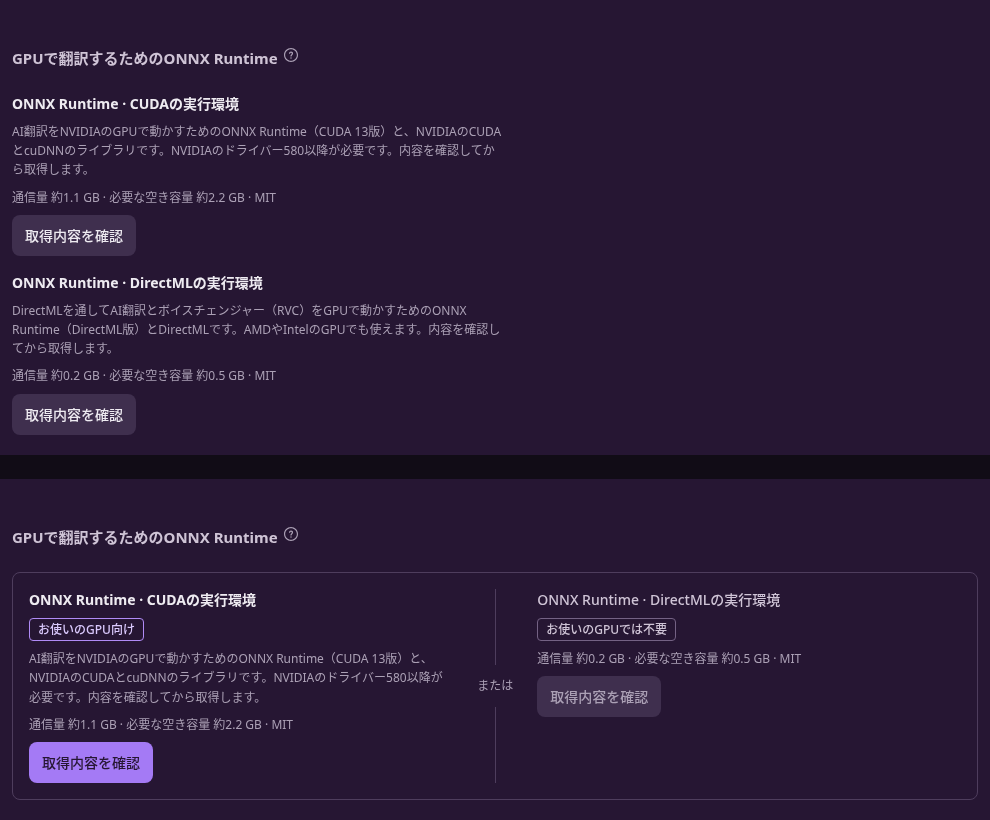 GPUで翻訳するためのONNX Runtime ?
ONNX Runtime · CUDAの実行環境
AI翻訳をNVIDIAのGPUで動かすためのONNX Runtime（CUDA 13版）と、NVIDIAのCUDA
とcuDNNのライブラリです。NVIDIAのドライバー580以降が必要です。内容を確認してか
ら取得します。
通信量 約1.1 GB · 必要な空き容量 約2.2 GB · MIT
取得内容を確認
ONNX Runtime · DirectMLの実行環境
DirectMLを通してAI翻訳とボイスチェンジャー（RVC）をGPUで動かすためのONNX
Runtime（DirectML版）とDirectMLです。AMDやIntelのGPUでも使えます。内容を確認し
てから取得します。
通信量 約0.2 GB · 必要な空き容量 約0.5 GB · MIT
取得内容を確認
GPUで翻訳するためのONNX Runtime ?
ONNX Runtime · CUDAの実行環境
お使いのGPU向け
AI翻訳をNVIDIAのGPUで動かすためのONNX Runtime（CUDA 13版）と、
NVIDIAのCUDAとcuDNNのライブラリです。NVIDIAのドライバー580以降が
必要です。内容を確認してから取得します。
通信量 約1.1 GB · 必要な空き容量 約2.2 GB · MIT
取得内容を確認
または
ONNX Runtime · DirectMLの実行環境
お使いのGPUでは不要
通信量 約0.2 GB · 必要な空き容量 約0.5 GB · MIT
取得内容を確認